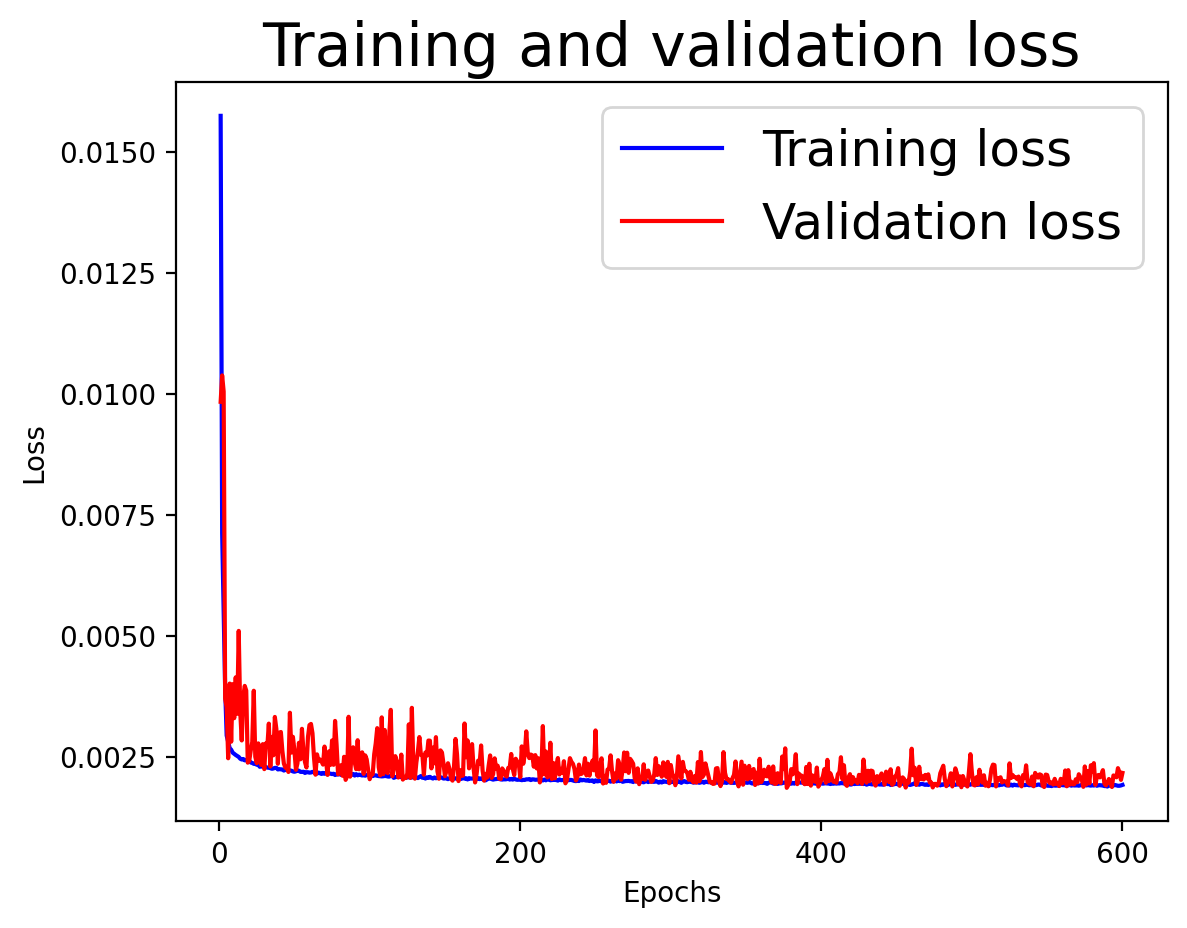 Training and validation loss
Training loss
Validation loss
0.0150
0.0125
0.0100
0.0075
0.0050
0.0025
Loss
0
200
400
600
Epochs